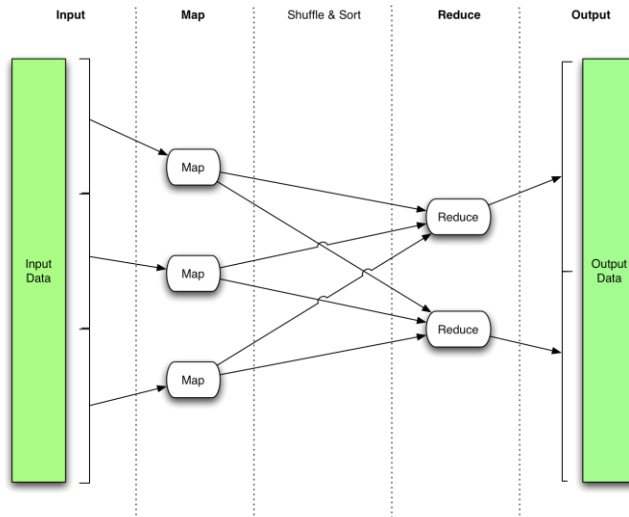 Input
Map
Shuffle & Sort
Reduce
Output
Map
Reduce
Input
Data
Map
Output
Data
Reduce
Map